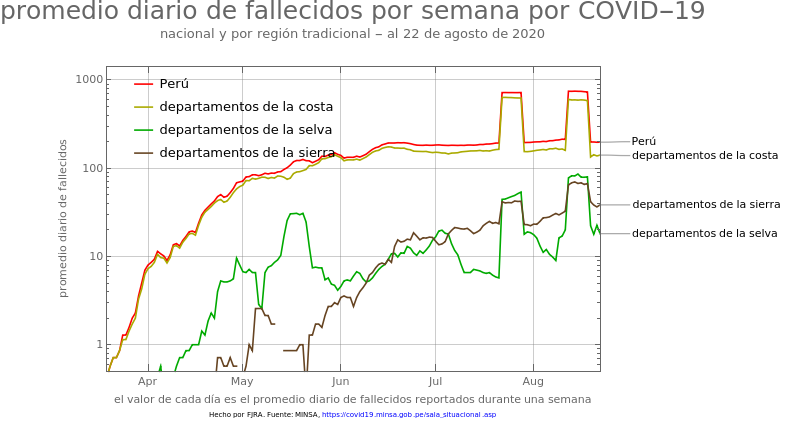 promedio diario de fallecidos por semana por COVID−19
nacional y por región tradicional − al 22 de agosto de 2020
promedio diario de fallecidos
1000
100
10
1
Perú
departamentos de la costa
departamentos de la selva
departamentos de la sierra
Perú
departamentos de la costa
departamentos de la sierra
departamentos de la selva
Apr May Jun Jul Aug
el valor de cada día es el promedio diario de fallecidos reportados durante una semana
Hecho por FJRA. Fuente: MINSA, https://covid19.minsa.gob.pe/sala_situacional .asp